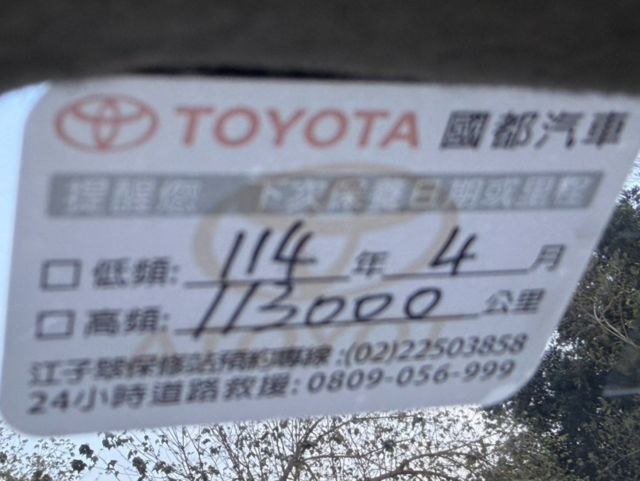 TOYOTA 國都汽車
提醒您 下次保養日期或里程
☐ 低頻: 114 年 4 月
☐ 高頻: 113000 公里
江子翠保修站預約專線:(02)22503858
24小時道路救援: 0809-056-999
TOYOTA